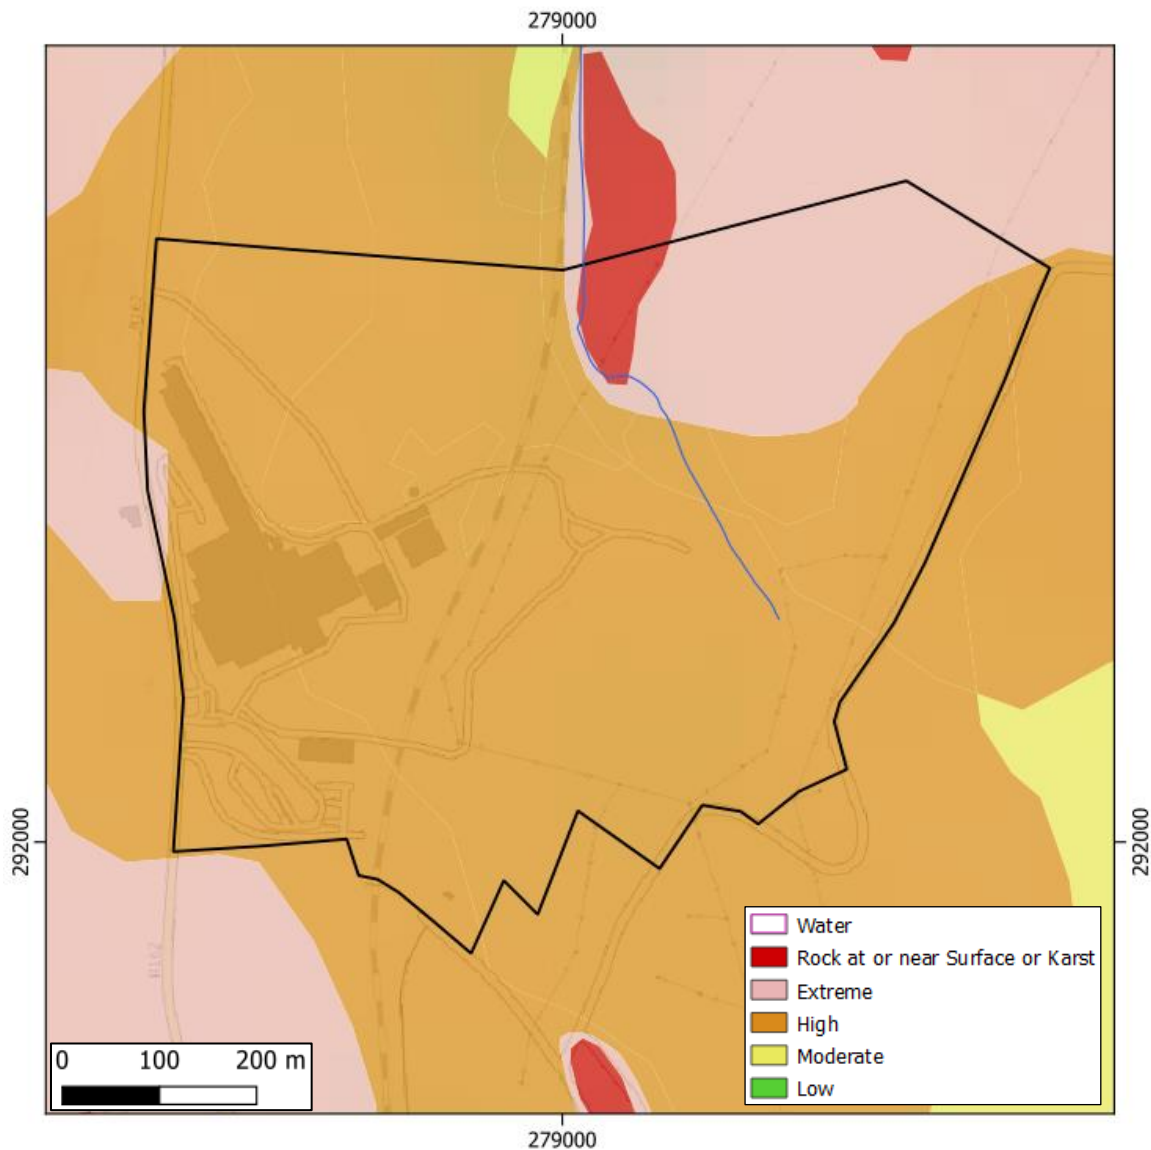 279000
292000
292000
Water
Rock at or near Surface or Karst
Extreme
High
Moderate
Low
0 100 200 m
279000